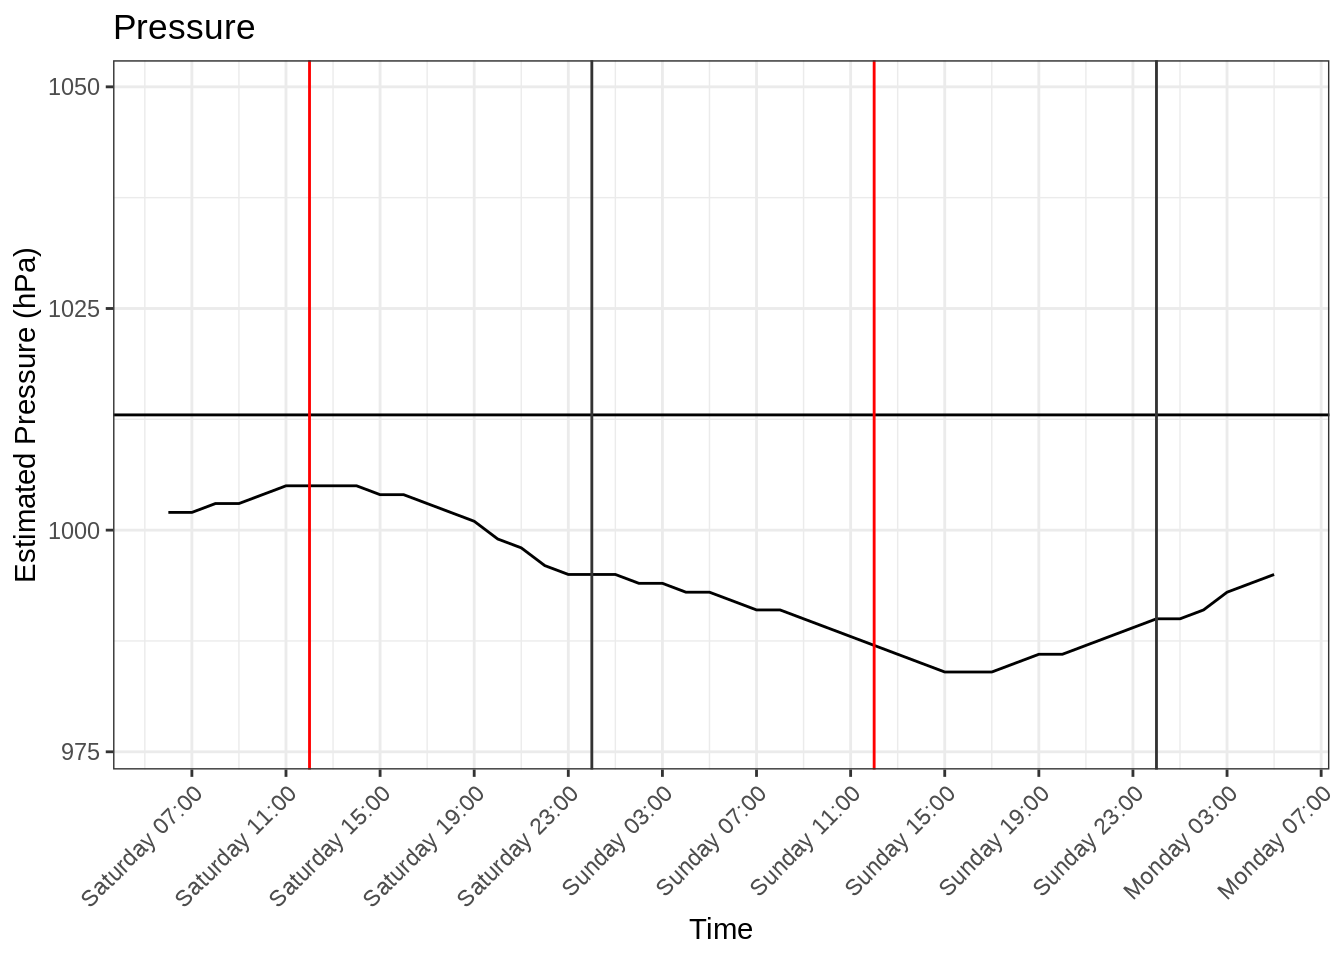 Pressure
Estimated Pressure (hPa)
1050
1025
1000
975
Saturday 07:00
Saturday 11:00
Saturday 15:00
Saturday 19:00
Saturday 23:00
Sunday 03:00
Sunday 07:00
Sunday 11:00
Sunday 15:00
Sunday 19:00
Sunday 23:00
Monday 03:00
Monday 07:00
Time